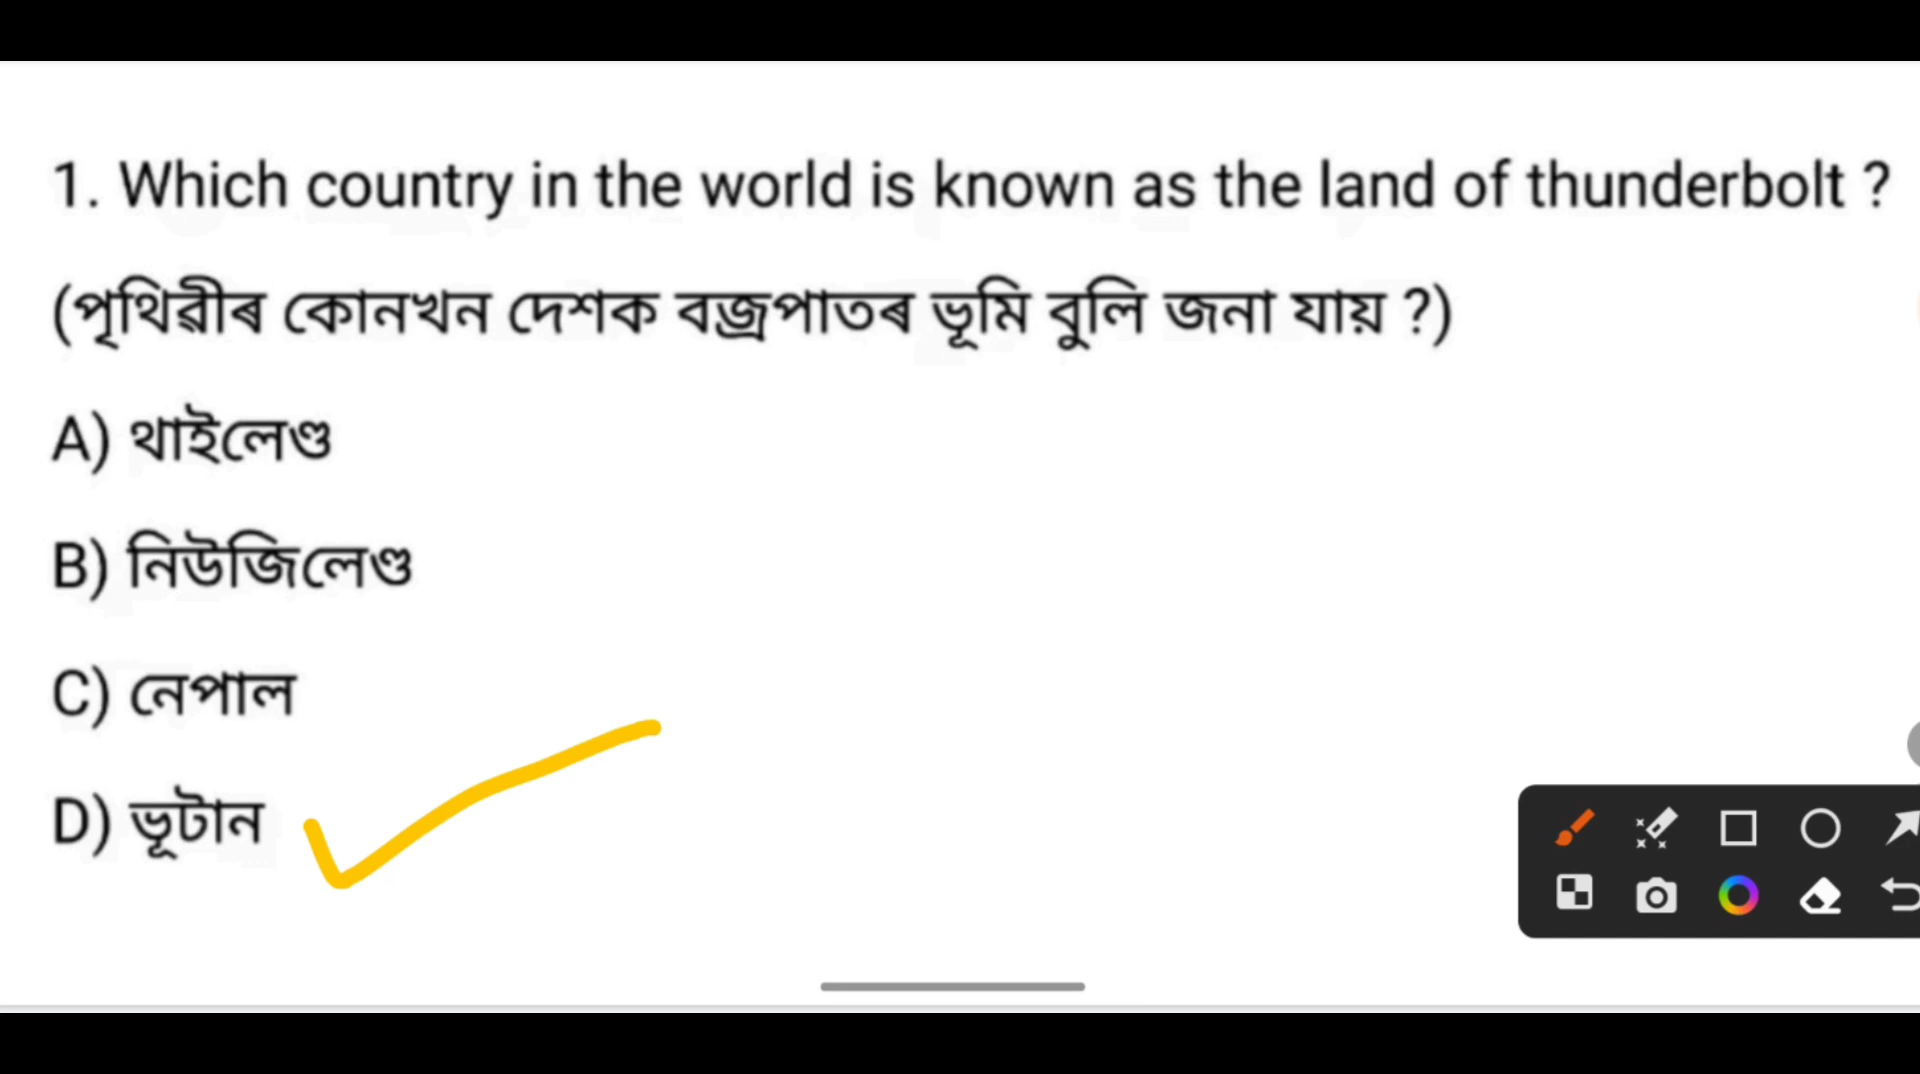 1. Which country in the world is known as the land of thunderbolt ?
(পৃথিৱীৰ কোনখন দেশক বজ্ৰপাতৰ ভূমি বুলি জনা যায় ?)
A) থাইলেণ্ড
B) নিউজিলেণ্ড
C) নেপাল
D) ভূটান